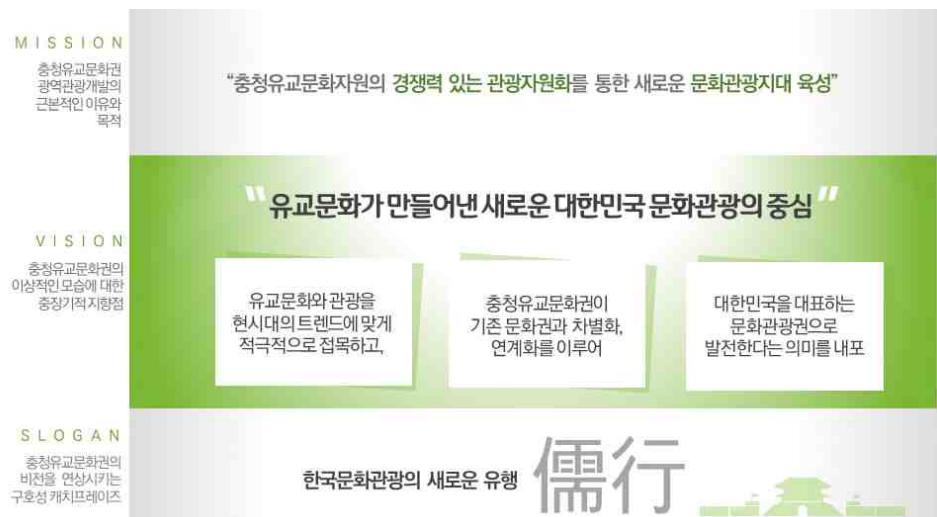 MISSION
충청유교문화권
광역관광개발의
근본적인 이유와
목적
“충청유교문화자원의 경쟁력 있는 관광자원화를 통한 새로운 문화관광지대 육성”
VISION
충청유교문화권의
이상적인 모습에 대한
중장기적 지향점
"유교문화가 만들어낸 새로운 대한민국 문화관광의 중심"
유교문화와 관광을
현시대의 트렌드에 맞게
적극적으로 접목하고,
충청유교문화권이
기존 문화권과 차별화,
연계화를 이루어
대한민국을 대표하는
문화관광권으로
발전한다는 의미를 내포
SLOGAN
충청유교문화권의
비전을 연상시키는
구호성 캐치프레이즈
한국문화관광의 새로운 유행 儒行